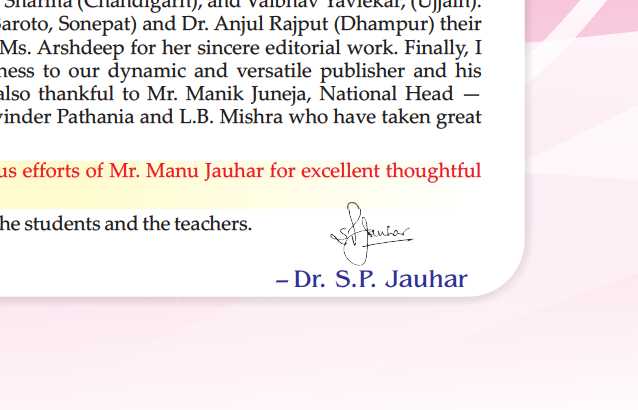 Sharma (Chandigarh), and Vaibhav Yavlekar, (Ujjain).
aroto, Sonepat) and Dr. Anjul Rajput (Dhampur) their
Ms. Arshdeep for her sincere editorial work. Finally, I
ness to our dynamic and versatile publisher and his
also thankful to Mr. Manik Juneja, National Head —
vinder Pathania and L.B. Mishra who have taken great
us efforts of Mr. Manu Jauhar for excellent thoughtful
he students and the teachers.
S.P. Jauhar
– Dr. S.P. Jauhar